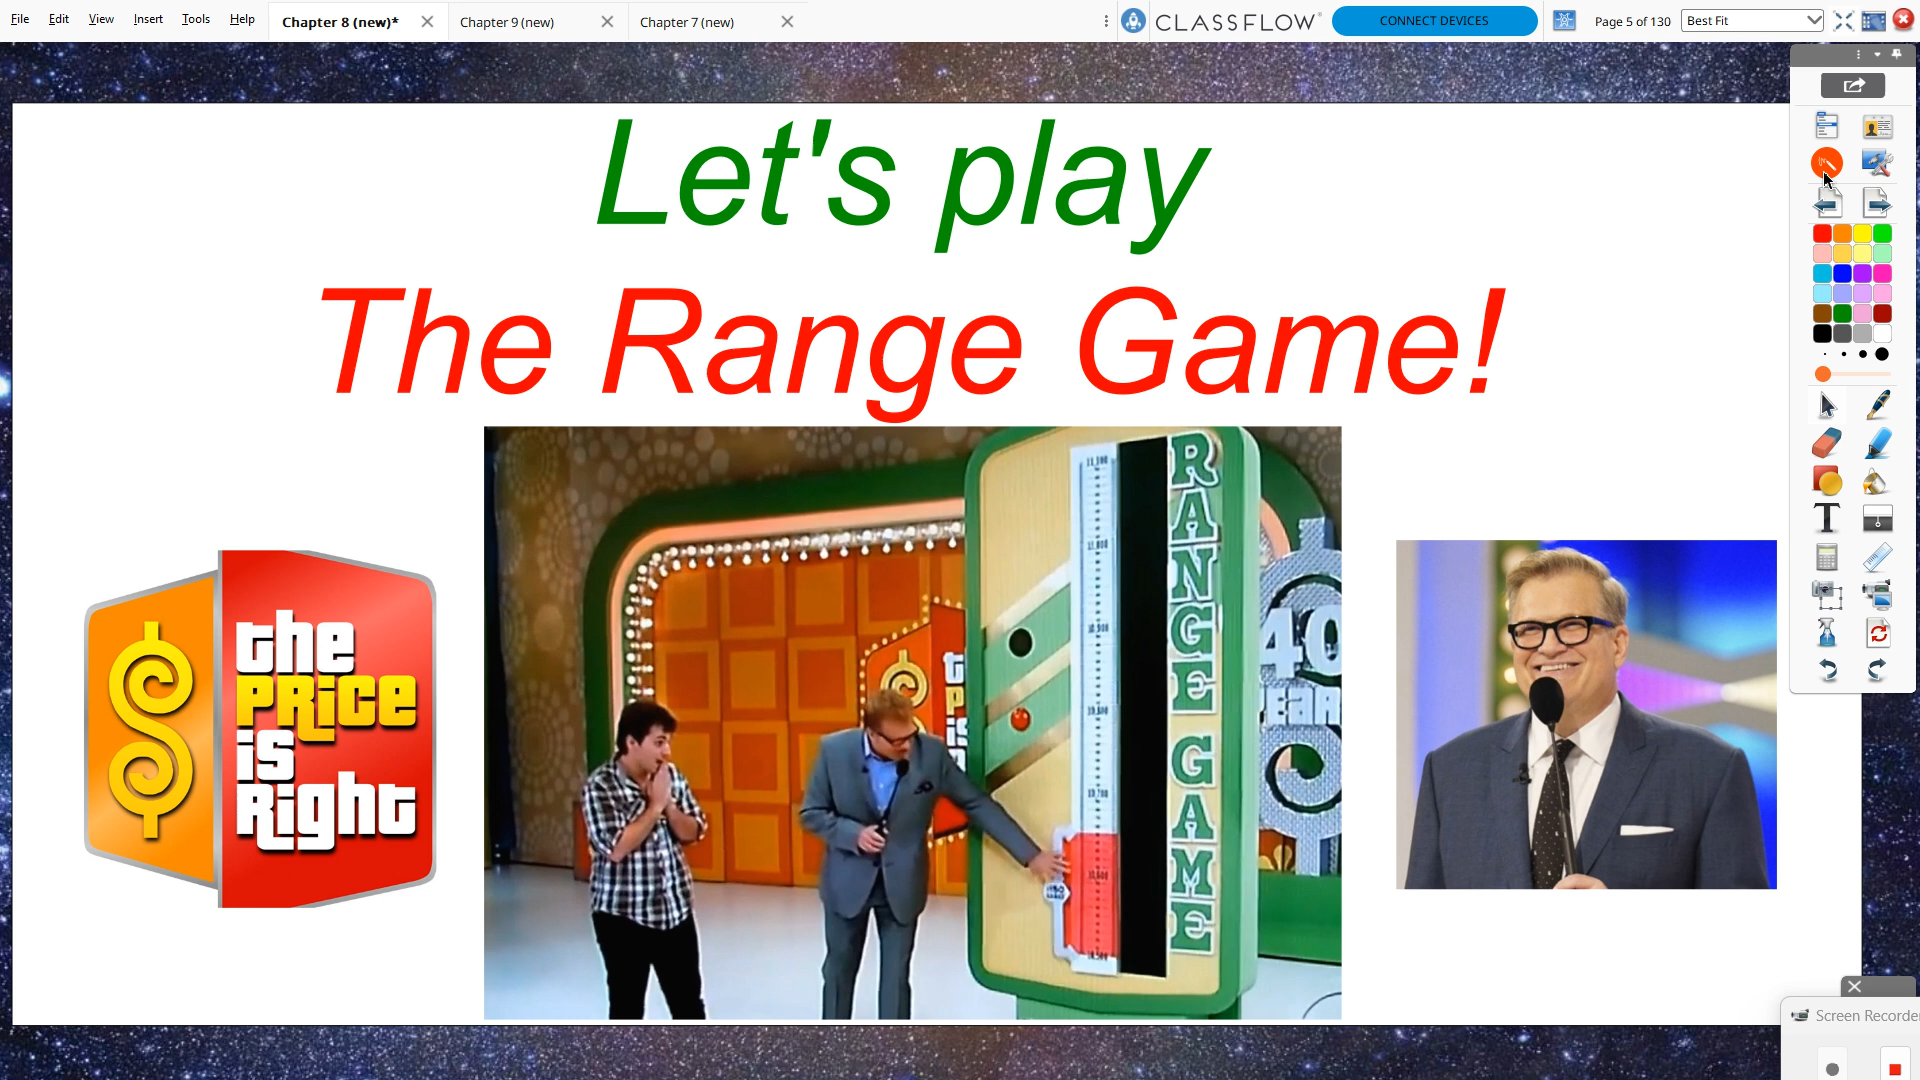 File Edit View Insert Tools Help
Chapter 8 (new)*
Chapter 9 (new)
Chapter 7 (new)
CLASSFLOW
CONNECT DEVICES
Page 5 of 130
Best Fit
Let's play
The Range Game!
the
PRiCE
is
Right
RANGE GAME
40
Screen Recorder